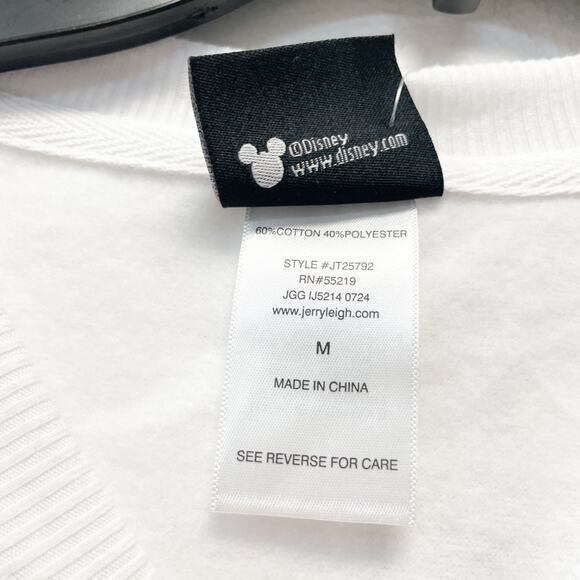 ©Disney
www.disney.com
60%COTTON 40%POLYESTER
STYLE #JT25792
RN#55219
JGG IJ5214 0724
www.jerryleigh.com
M
MADE IN CHINA
SEE REVERSE FOR CARE